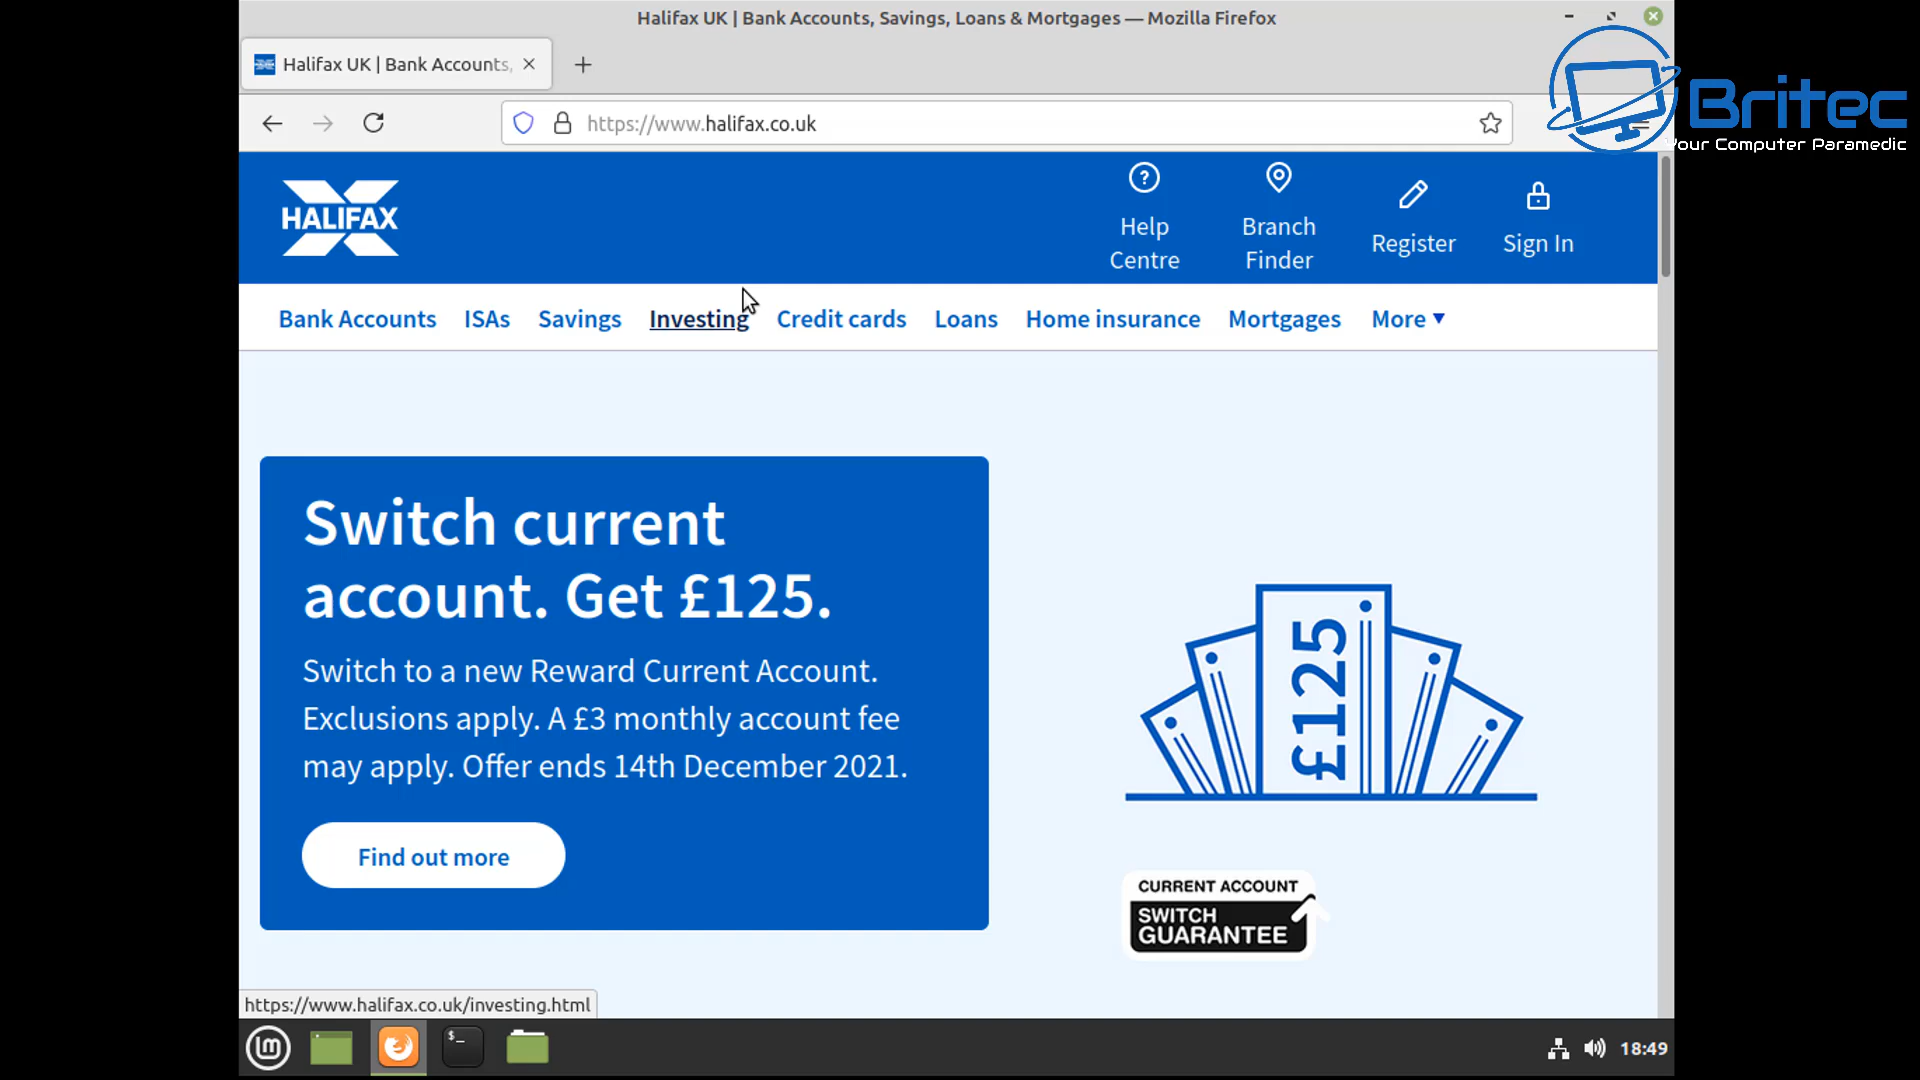 Halifax UK | Bank Accounts, Savings, Loans & Mortgages — Mozilla Firefox
Halifax UK | Bank Accounts,
https://www.halifax.co.uk
Britec
Your Computer Paramedic
HALIFAX
Help Centre
Branch Finder
Register
Sign In
Bank Accounts ISAs Savings Investing Credit cards Loans Home insurance Mortgages More
Switch current
account. Get £125.
Switch to a new Reward Current Account.
Exclusions apply. A £3 monthly account fee
may apply. Offer ends 14th December 2021.
Find out more
£125
CURRENT ACCOUNT
SWITCH
GUARANTEE
https://www.halifax.co.uk/investing.html
lm
$_
18:49